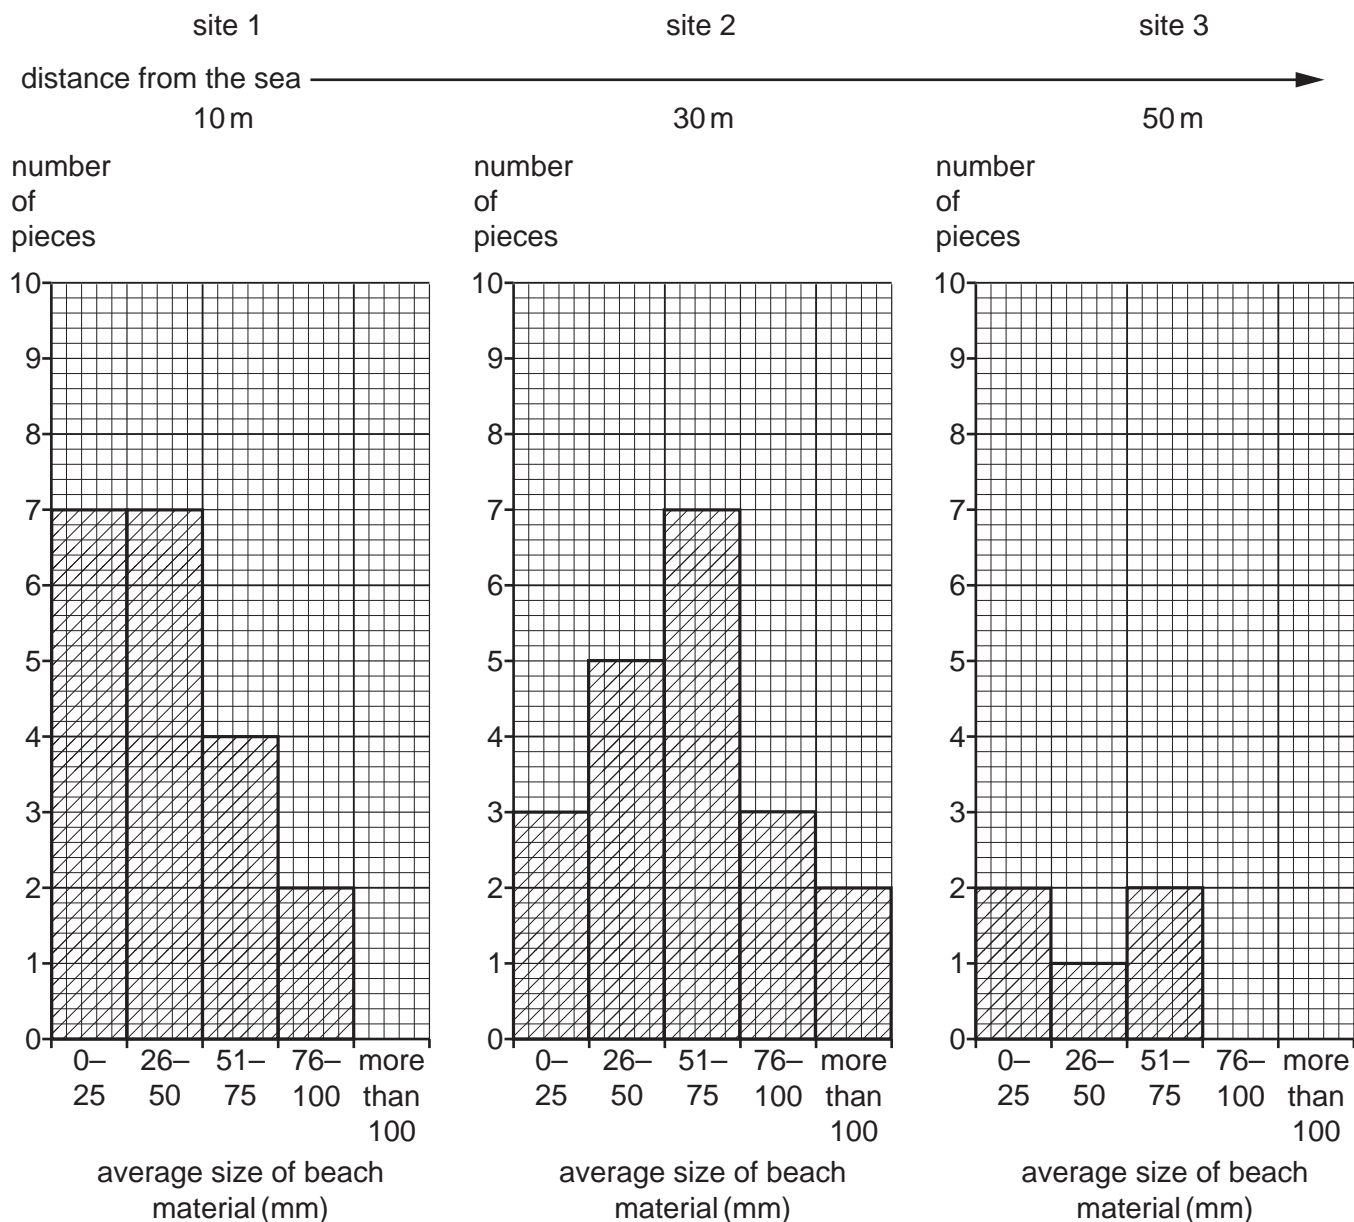 site 1 site 2 site 3
distance from the sea
10 m 30 m 50 m
number number number
of of of
pieces pieces pieces
10 10 10
9 9 9
8 8 8
7 7 7
6 6 6
5 5 5
4 4 4
3 3 3
2 2 2
1 1 1
0 0 0
0– 26– 51– 76– more 0– 26– 51– 76– more 0– 26– 51– 76– more
25 50 75 100 than 25 50 75 100 than 25 50 75 100 than
100 100 100
average size of beach average size of beach average size of beach
material (mm) material (mm) material (mm)